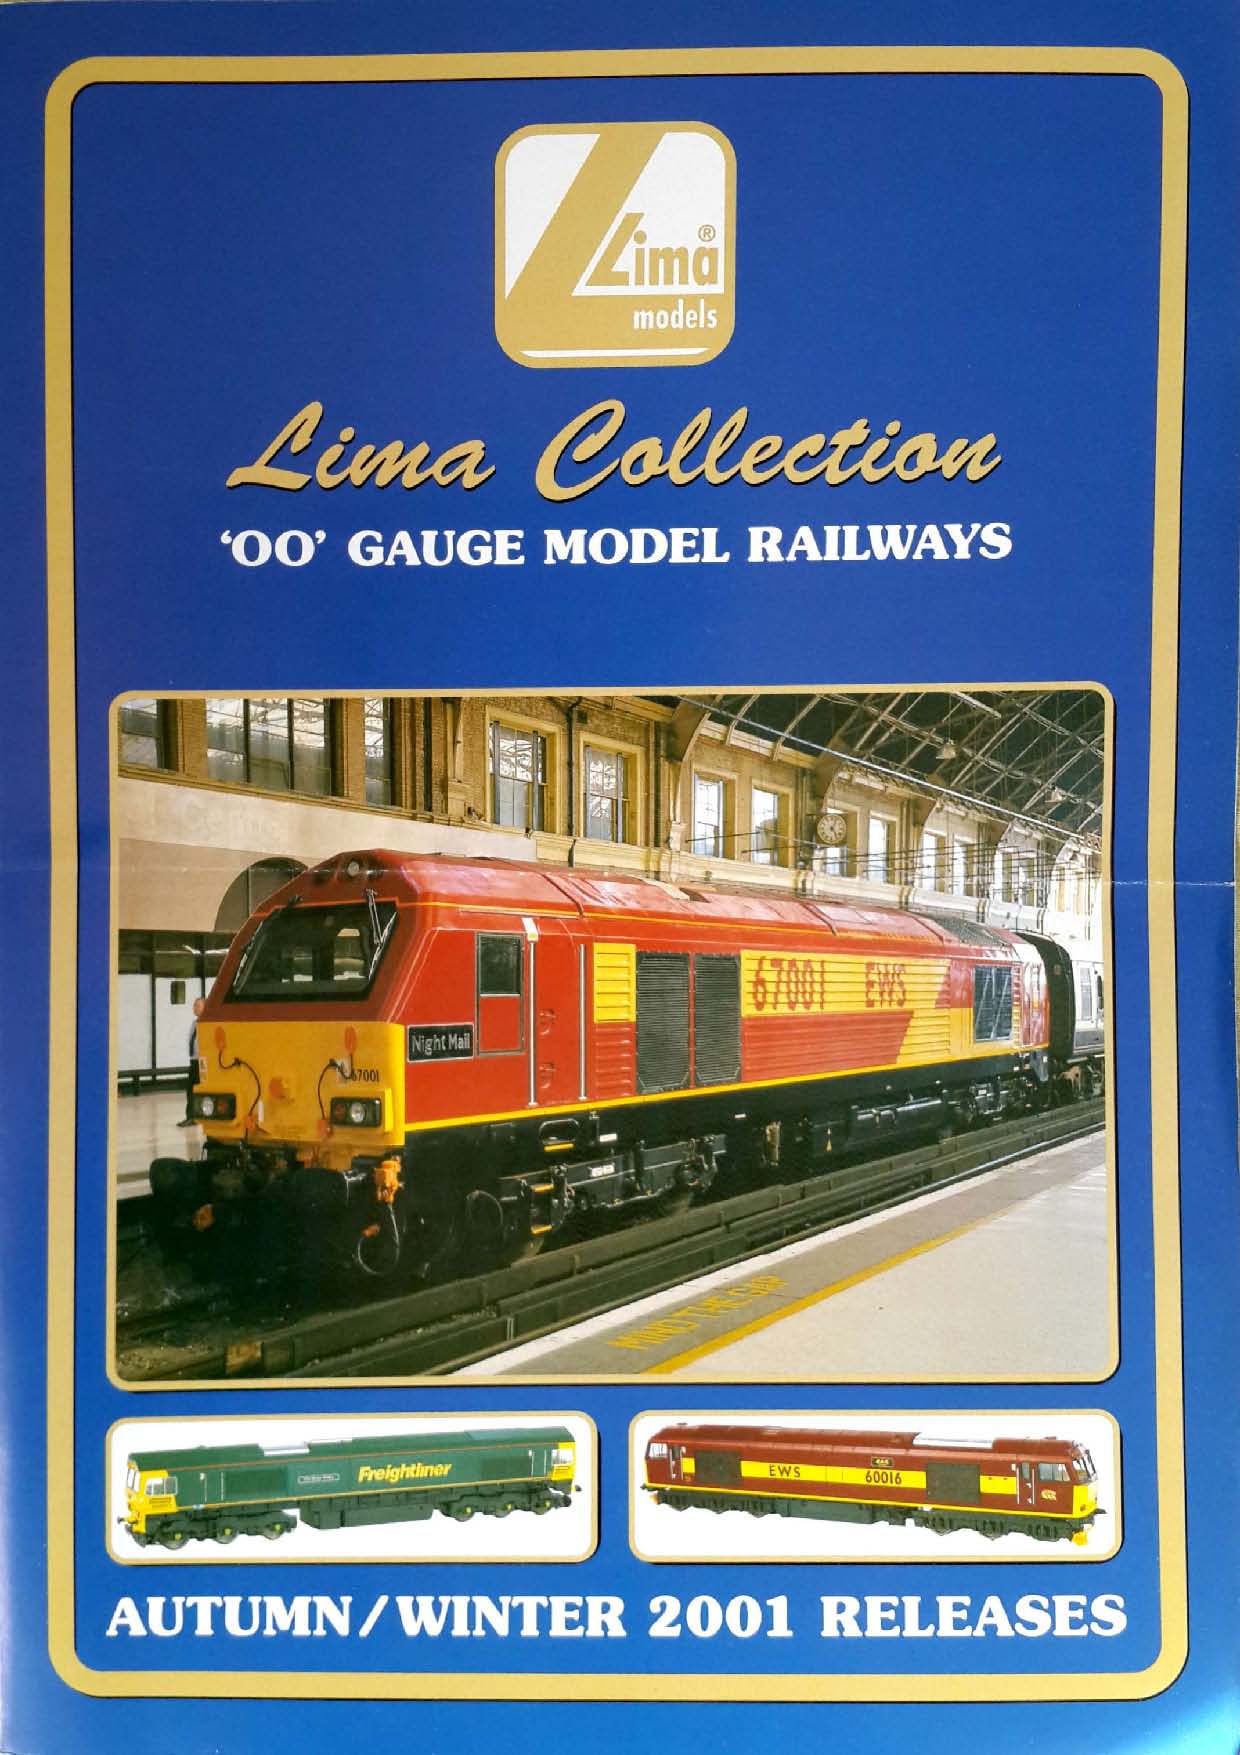 Lima®
models
Lima Collection
‘OO’ GAUGE MODEL RAILWAYS
67001 EWS
Night Mail
67001
MIND THE GAP
Freightliner
EWS 60016
AUTUMN/WINTER 2001 RELEASES